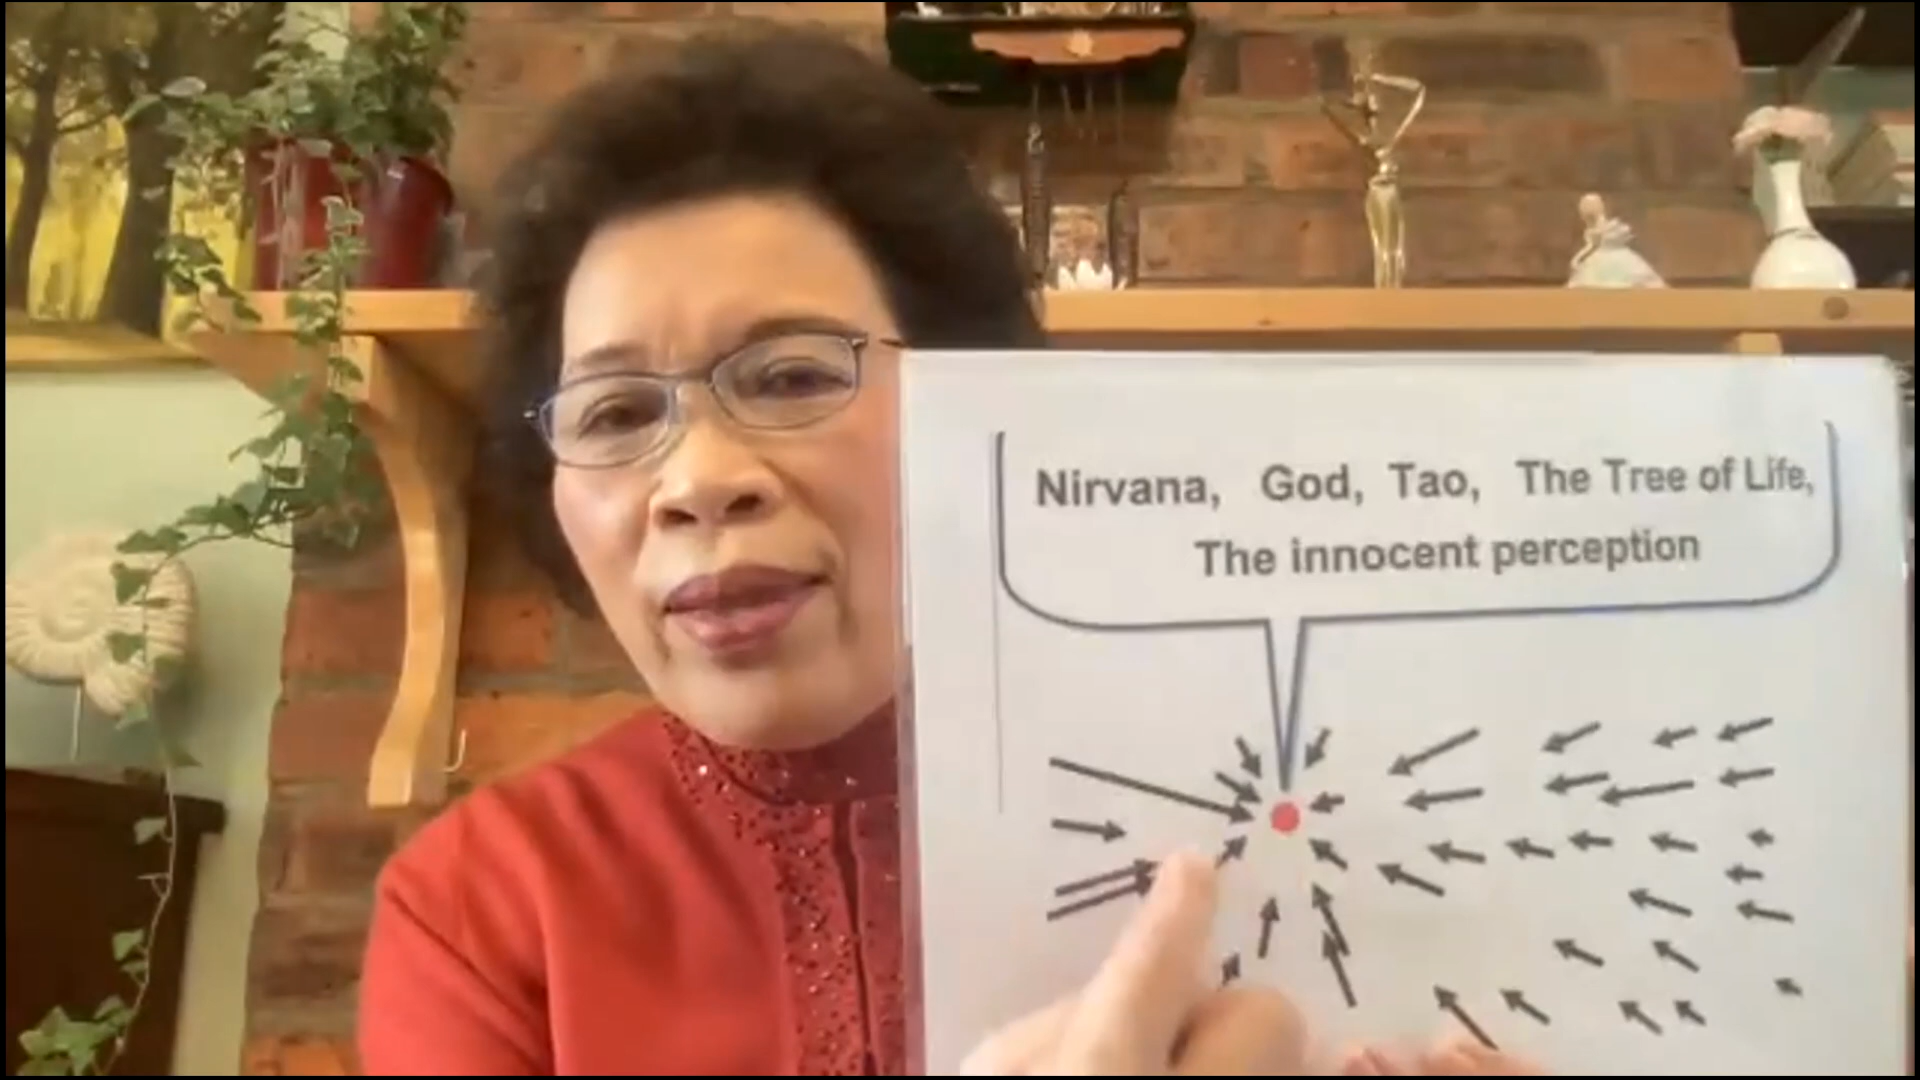 Nirvana, God, Tao, The Tree of Life,
The innocent perception